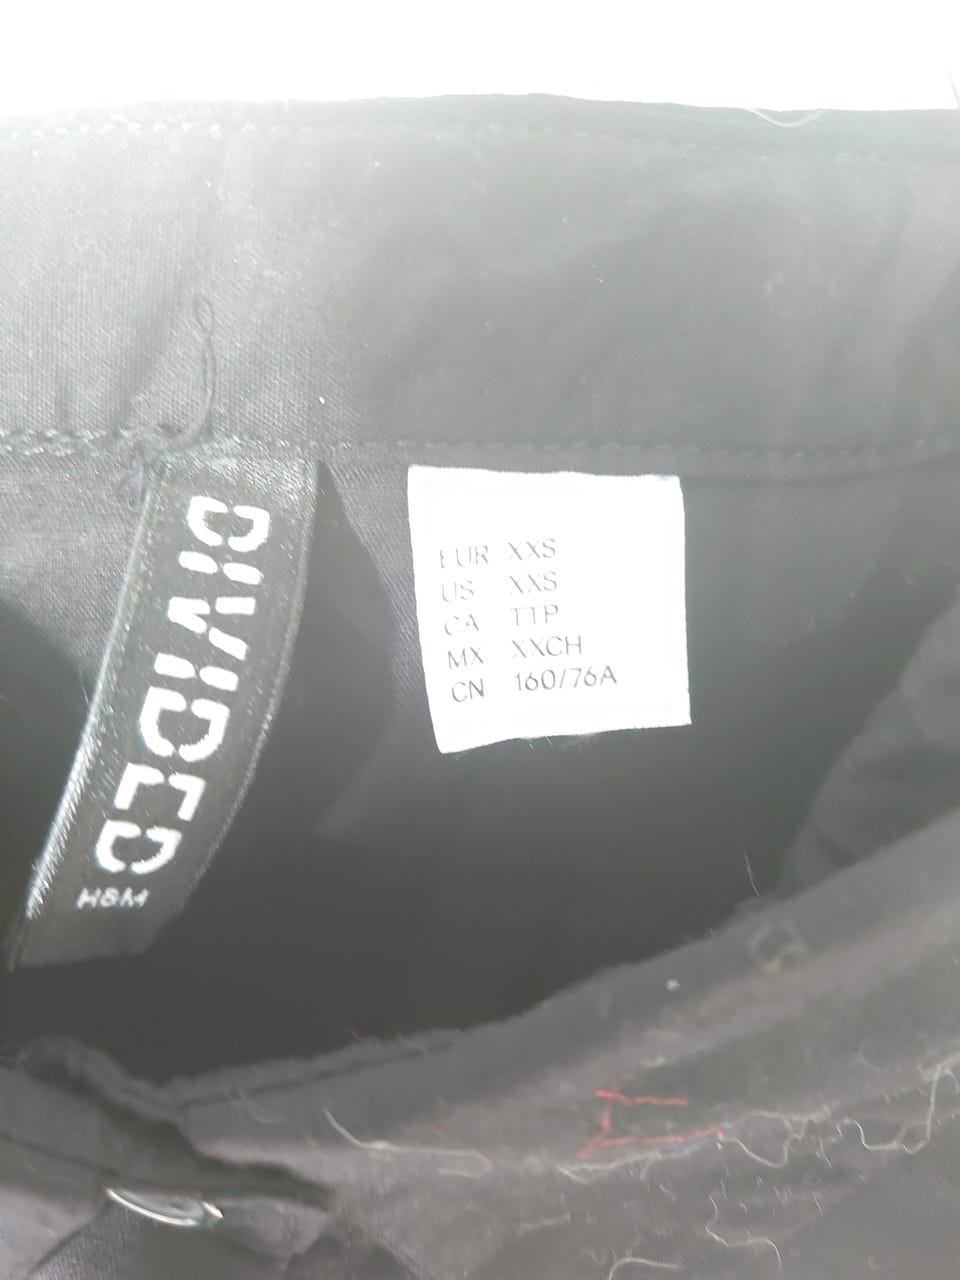 DIVIDED
H&M
EUR XXS
US XXS
CA TTP
MX XXCH
CN 160/76A